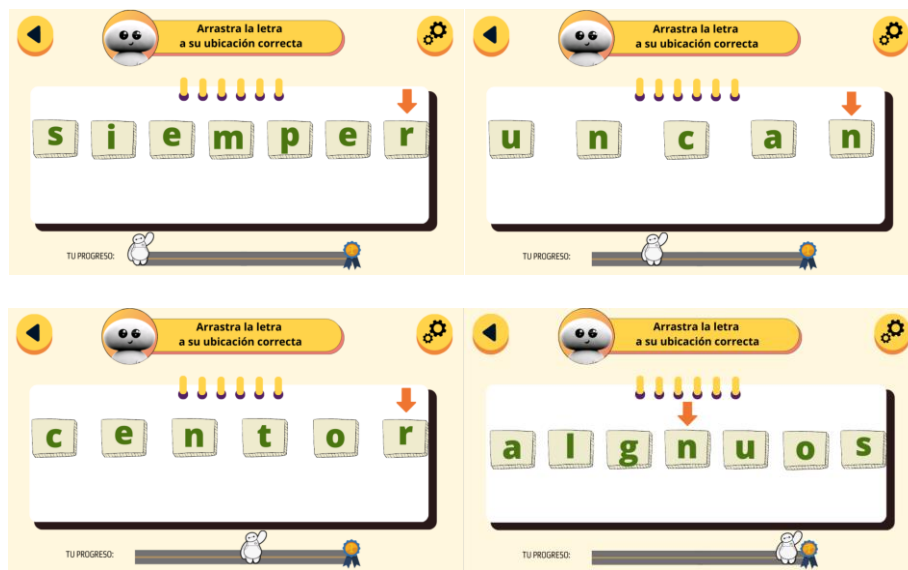 Arrastra la letra
a su ubicación correcta
s i e m p e r
TU PROGRESO:
Arrastra la letra
a su ubicación correcta
u n c a n
TU PROGRESO:
Arrastra la letra
a su ubicación correcta
c e n t o r
TU PROGRESO:
Arrastra la letra
a su ubicación correcta
a l g n u o s
TU PROGRESO: